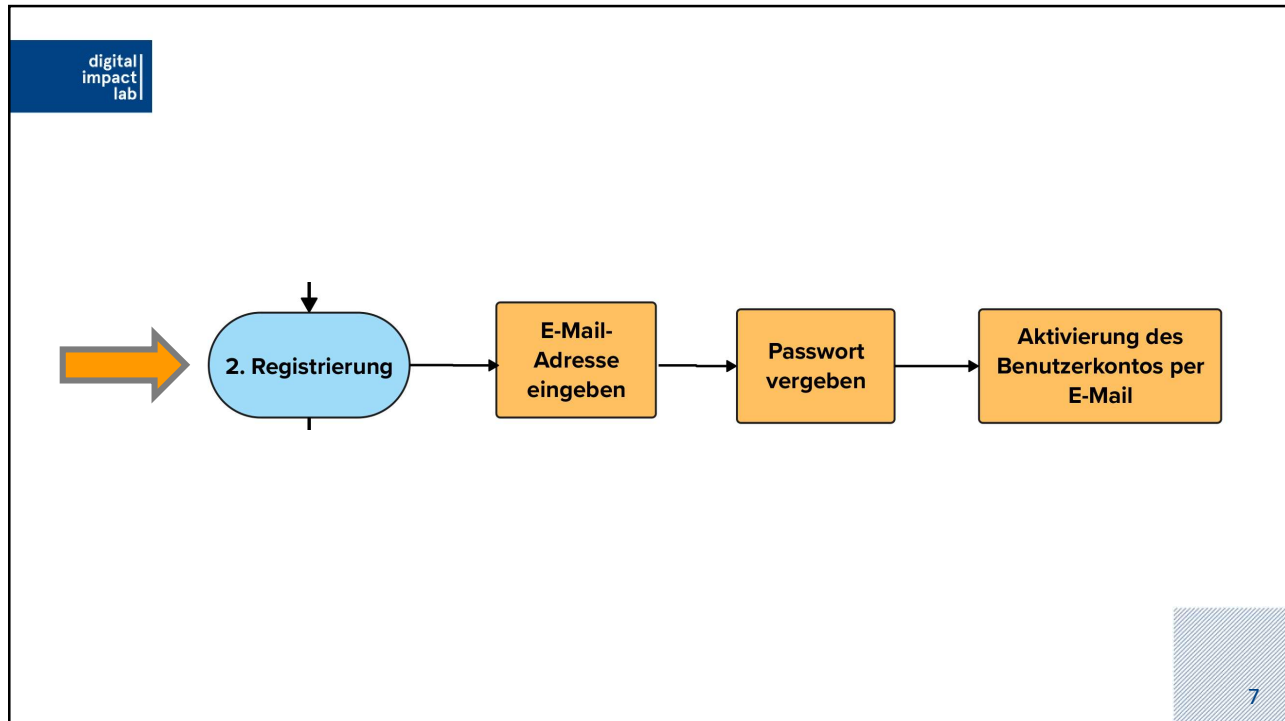 digital
impact
lab
2. Registrierung
E-Mail-
Adresse
eingeben
Passwort
vergeben
Aktivierung des
Benutzerkontos per
E-Mail
7